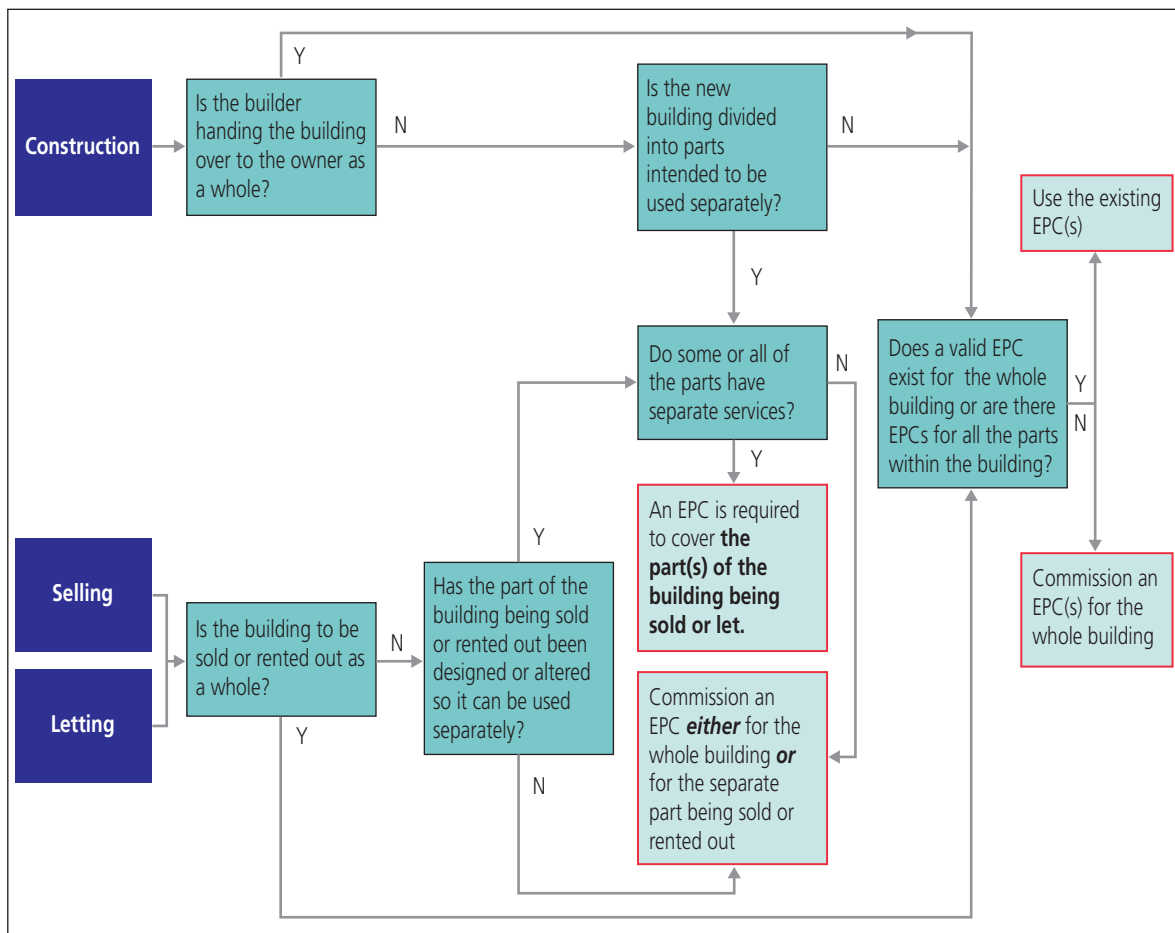 Y
Construction
Is the builder
handing the building
over to the owner as
a whole?
N
Is the new
building divided
into parts
intended to be
used separately?
N
Y
Use the existing
EPC(s)
Do some or all of
the parts have
separate services?
N
Y
Does a valid EPC
exist for the whole
building or are there
EPCs for all the parts
within the building?
Y
N
An EPC is required
to cover the
part(s) of the
building being
sold or let.
Commission an
EPC(s) for the
whole building
Selling
Letting
Is the building to be
sold or rented out as
a whole?
N
Y
Y
Has the part of the
building being sold
or rented out been
designed or altered
so it can be used
separately?
N
Commission an
EPC either for the
whole building or
for the separate
part being sold or
rented out